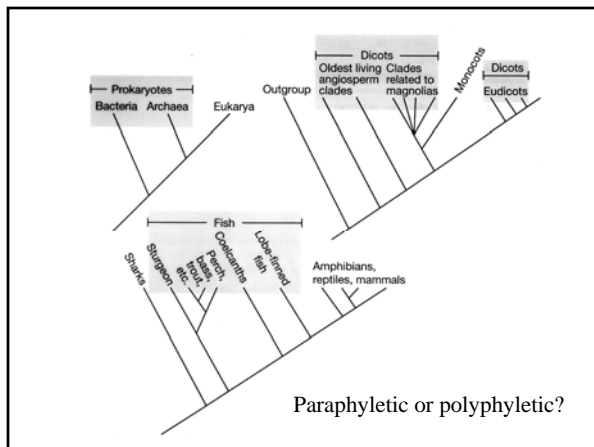 Prokaryotes
Bacteria Archaea
Eukarya
Outgroup
Dicots
Oldest living
angiosperm
clades
Clades
related to
magnolias
Monocots
Dicots
Eudicots
Fish
Sharks
Sturgeon
Perch,
bass,
trout,
etc.
Coelcanths
Lobe-finned
fish
Amphibians,
reptiles, mammals
Paraphyletic or polyphyletic?